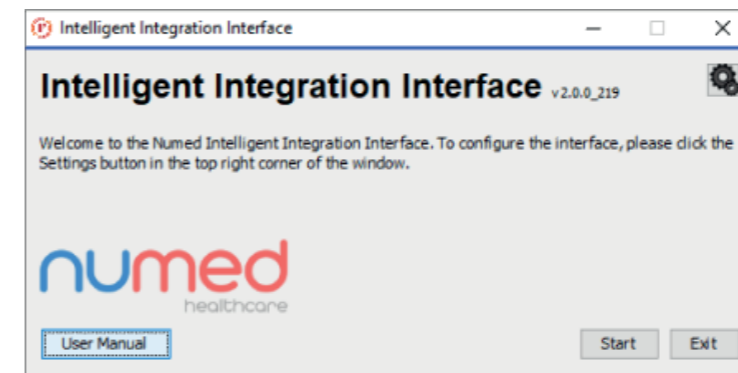 Intelligent Integration Interface
Intelligent Integration Interface v2.0.0_219
Welcome to the Numed Intelligent Integration Interface. To configure the interface, please click the
Settings button in the top right corner of the window.
numed
healthcare
User Manual
Start
Exit